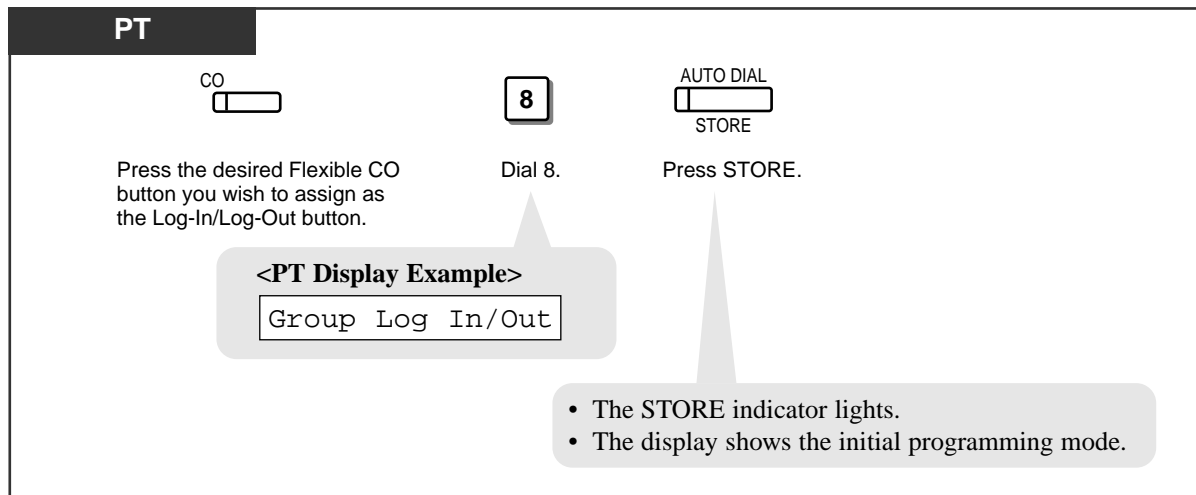 PT
CO
8
AUTO DIAL
STORE
Press the desired Flexible CO
button you wish to assign as
the Log-In/Log-Out button.
Dial 8.
Press STORE.
<PT Display Example>
Group Log In/Out
• The STORE indicator lights.
• The display shows the initial programming mode.